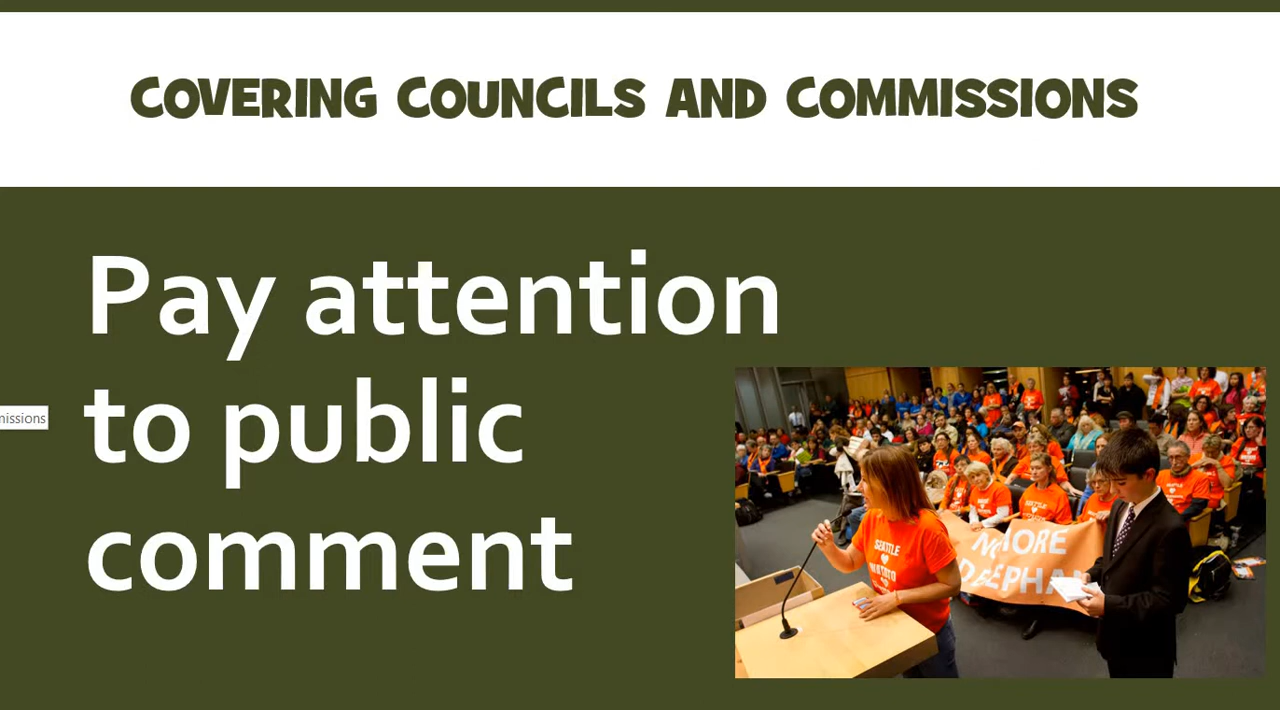 COVERING COUNCILS AND COMMISSIONS
Pay attention
to public
comment
missions
SEATTLE
MORE